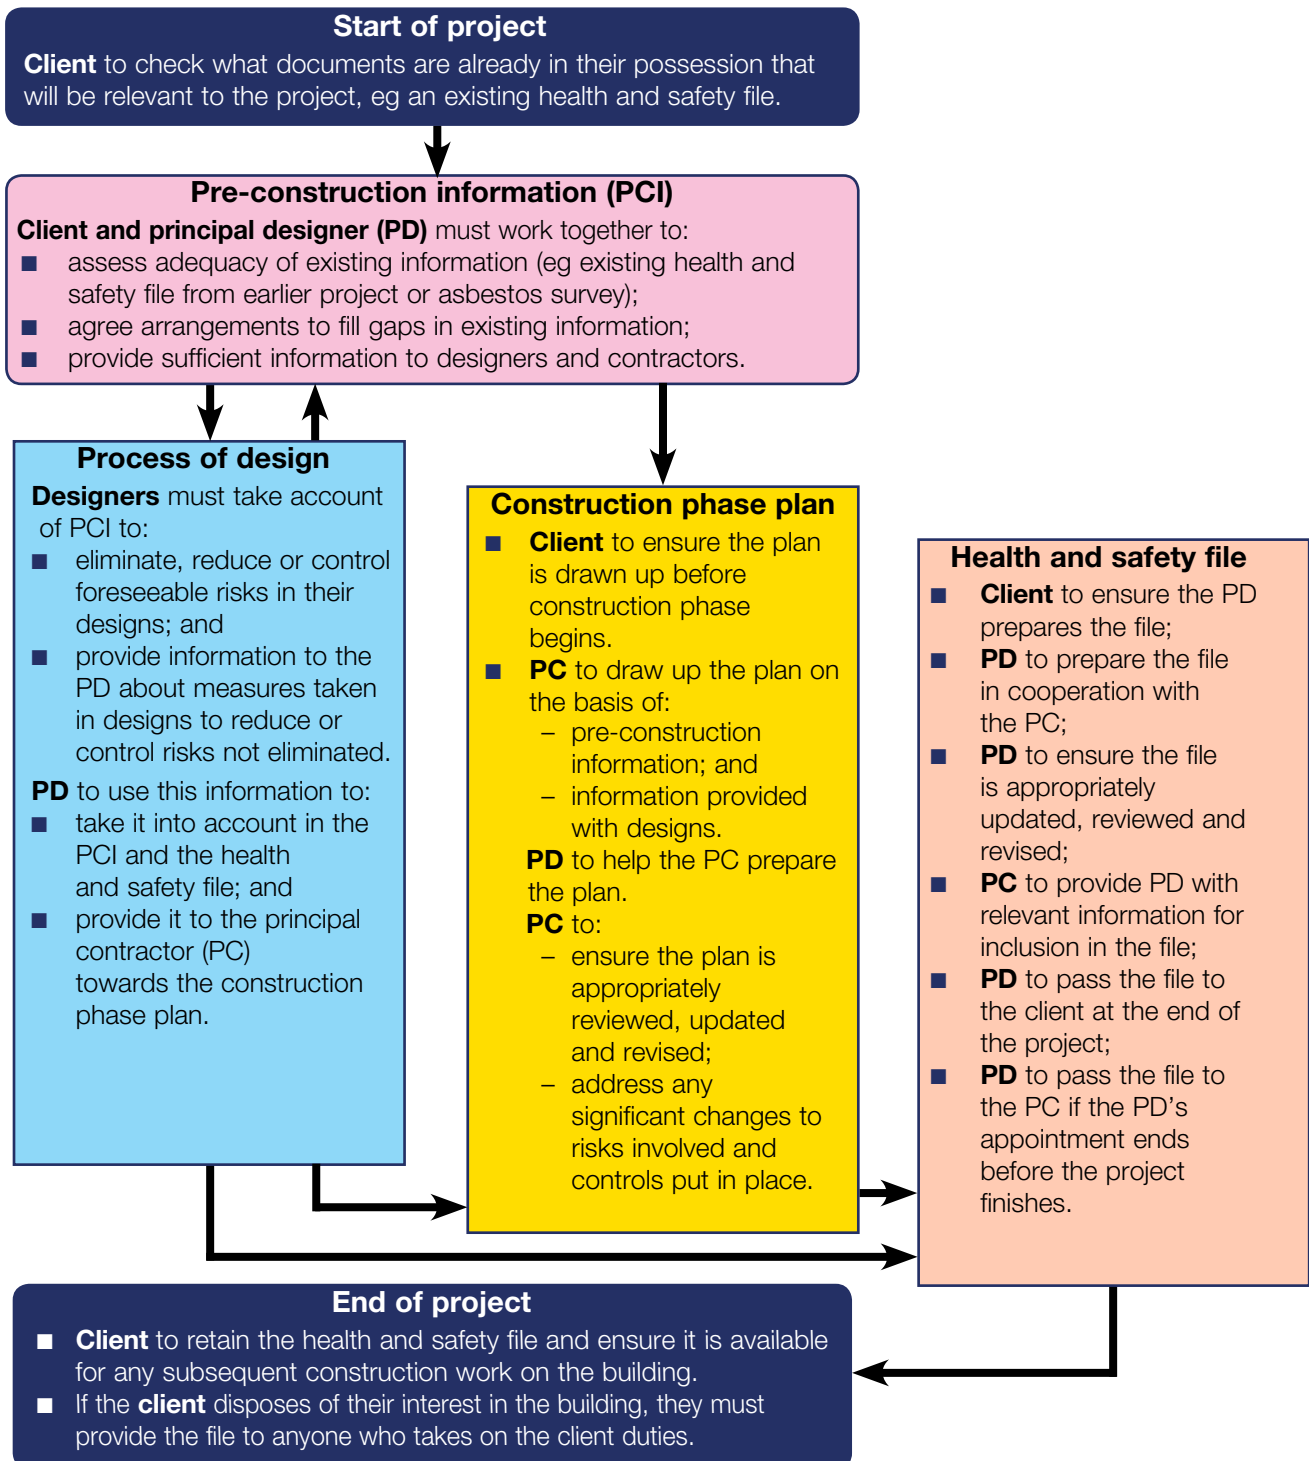 Start of project
Client to check what documents are already in their possession that
will be relevant to the project, eg an existing health and safety file.
Pre-construction information (PCI)
Client and principal designer (PD) must work together to:
■ assess adequacy of existing information (eg existing health and
safety file from earlier project or asbestos survey);
■ agree arrangements to fill gaps in existing information;
■ provide sufficient information to designers and contractors.
Process of design
Designers must take account
of PCI to:
■ eliminate, reduce or control
foreseeable risks in their
designs; and
■ provide information to the
PD about measures taken
in designs to reduce or
control risks not eliminated.
PD to use this information to:
■ take it into account in the
PCI and the health
and safety file; and
■ provide it to the principal
contractor (PC)
towards the construction
phase plan.
Construction phase plan
■ Client to ensure the plan
is drawn up before
construction phase
begins.
■ PC to draw up the plan on
the basis of:
– pre-construction
information; and
– information provided
with designs.
PD to help the PC prepare
the plan.
PC to:
– ensure the plan is
appropriately
reviewed, updated
and revised;
– address any
significant changes to
risks involved and
controls put in place.
Health and safety file
■ Client to ensure the PD
prepares the file;
■ PD to prepare the file
in cooperation with
the PC;
■ PD to ensure the file
is appropriately
updated, reviewed and
revised;
■ PC to provide PD with
relevant information for
inclusion in the file;
■ PD to pass the file to
the client at the end of
the project;
■ PD to pass the file to
the PC if the PD’s
appointment ends
before the project
finishes.
End of project
■ Client to retain the health and safety file and ensure it is available
for any subsequent construction work on the building.
■ If the client disposes of their interest in the building, they must
provide the file to anyone who takes on the client duties.